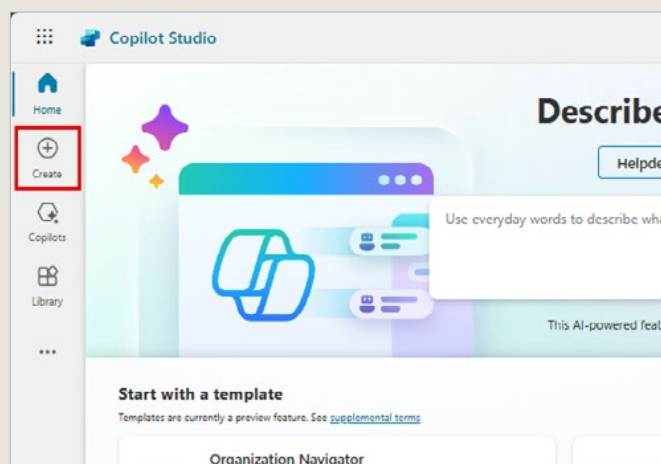 Copilot Studio
Home
Create
Copilots
Library
Describe
Helpde
Use everyday words to describe wha
This AI-powered feat
Start with a template
Templates are currently a preview feature. See supplemental terms
Organization Navigator